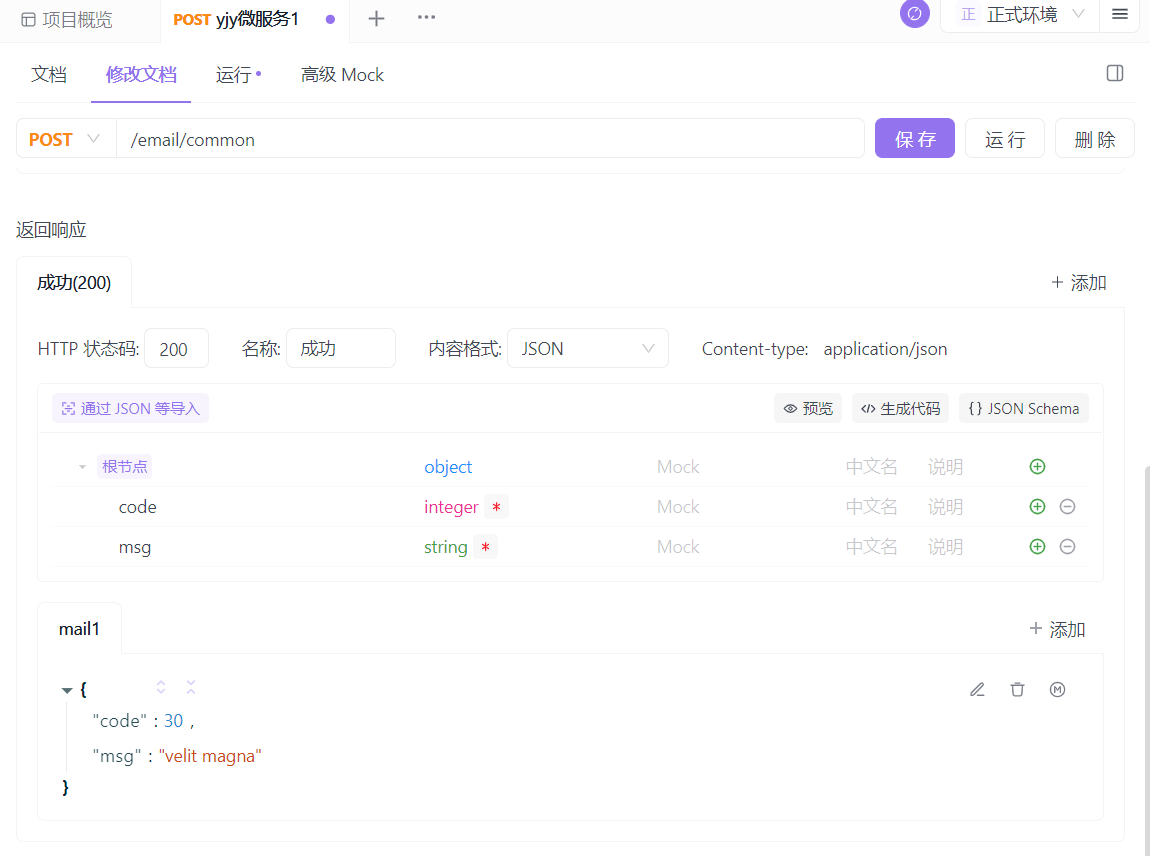 项目概览 POST yjy微服务1 正 正式环境
文档 修改文档 运行 高级 Mock
POST /email/common 保存 运行 删除
返回响应
成功(200) + 添加
HTTP 状态码: 200 名称: 成功 内容格式: JSON Content-type: application/json
通过 JSON 等导入 预览 </> 生成代码 {} JSON Schema
根节点 object Mock 中文名 说明
code integer * Mock 中文名 说明
msg string * Mock 中文名 说明
mail1 + 添加
{
"code" : 30 ,
"msg" : "velit magna"
}